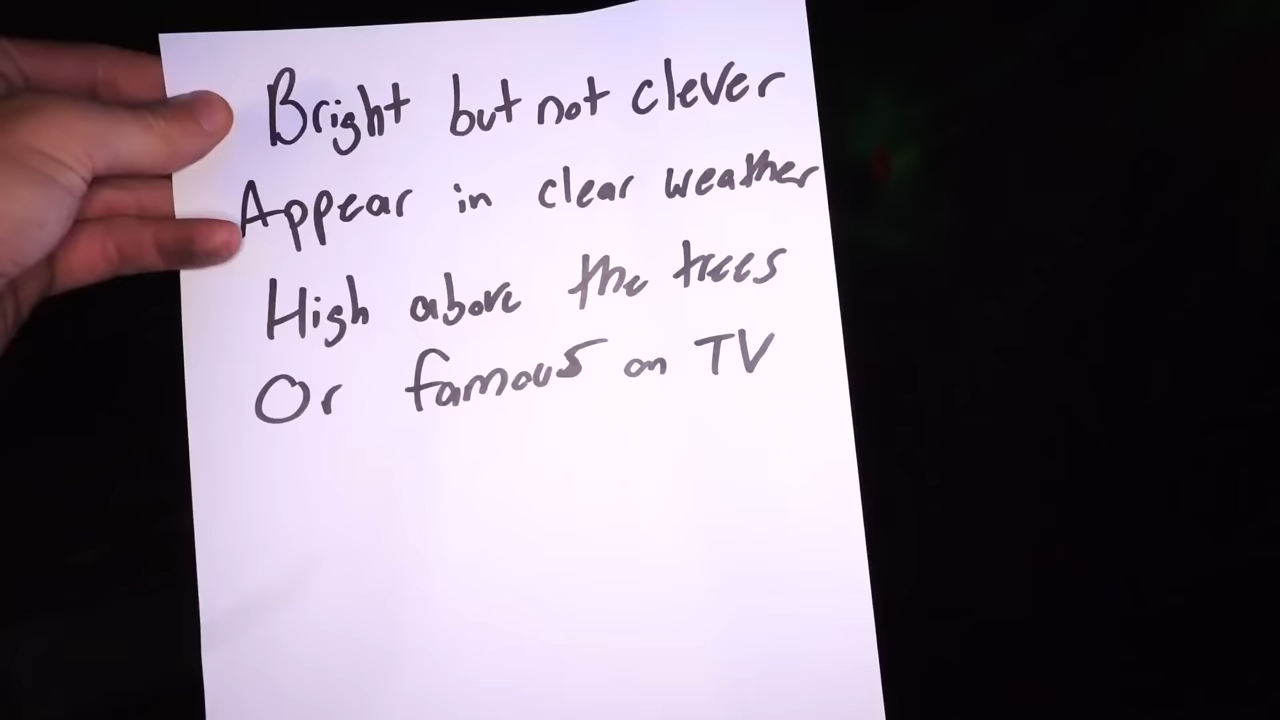 Bright but not clever
Appear in clear weather
High above the trees
Or famous on TV